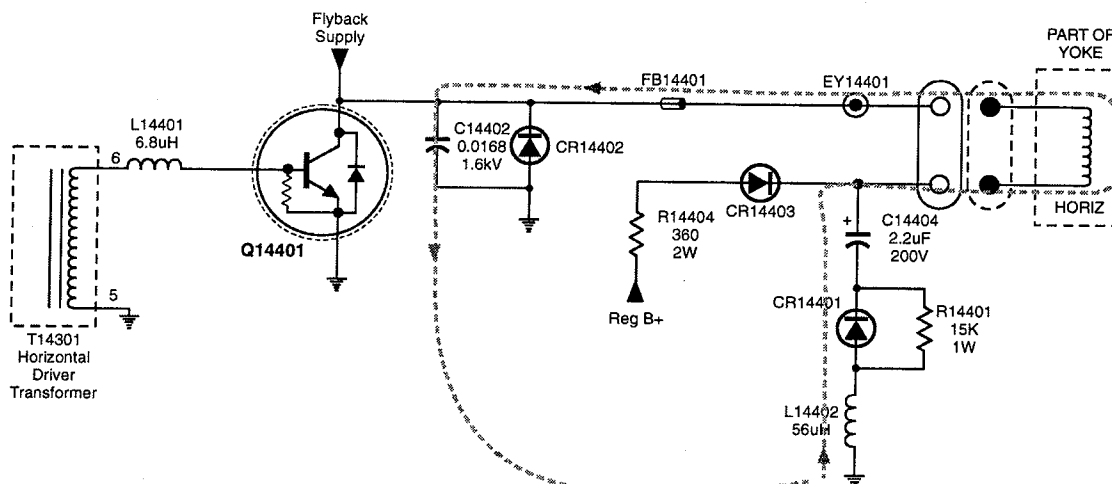 Flyback
Supply
PART OF
YOKE
FB14401
EY14401
L14401
6.8uH
C14402
0.0168
1.6kV
CR14402
6
CR14403
HORIZ
R14404
360
2W
+
C14404
2.2uF
200V
Q14401
5
Reg B+
CR14401
R14401
15K
1W
T14301
Horizontal
Driver
Transformer
L14402
56uH